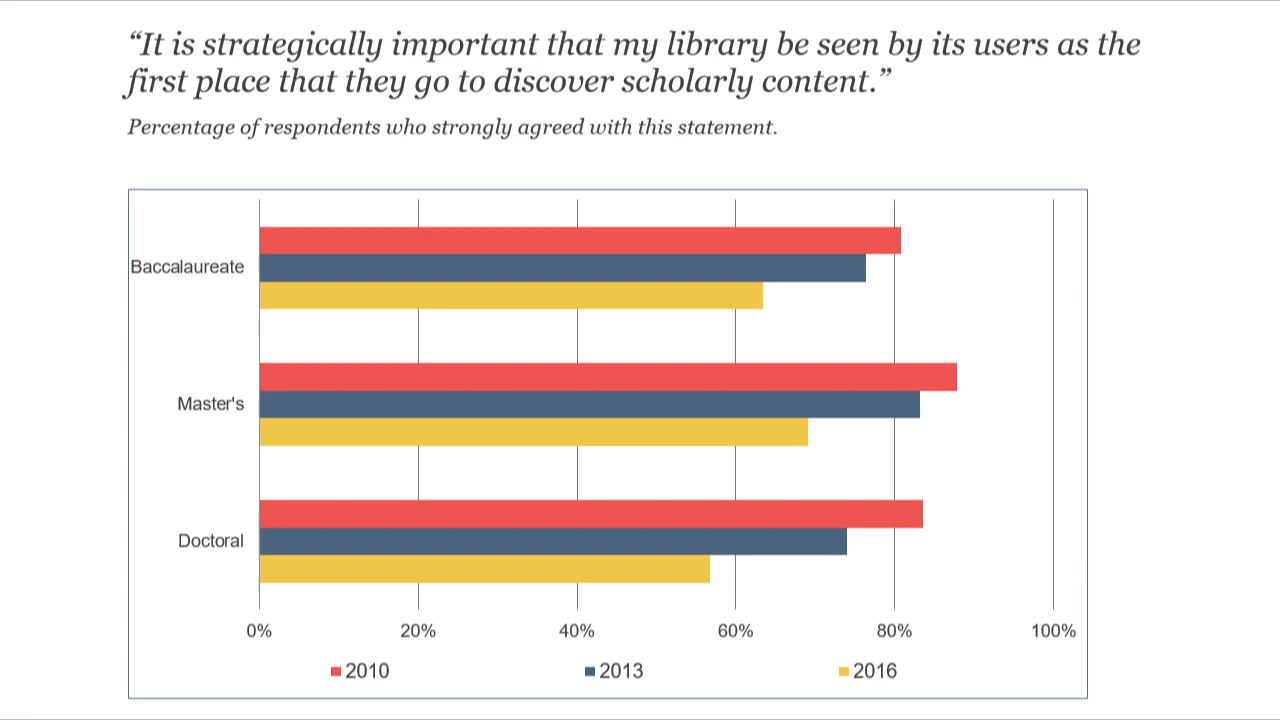 “It is strategically important that my library be seen by its users as the
first place that they go to discover scholarly content.”
Percentage of respondents who strongly agreed with this statement.
Baccalaureate
Master's
Doctoral
0% 20% 40% 60% 80% 100%
2010 2013 2016